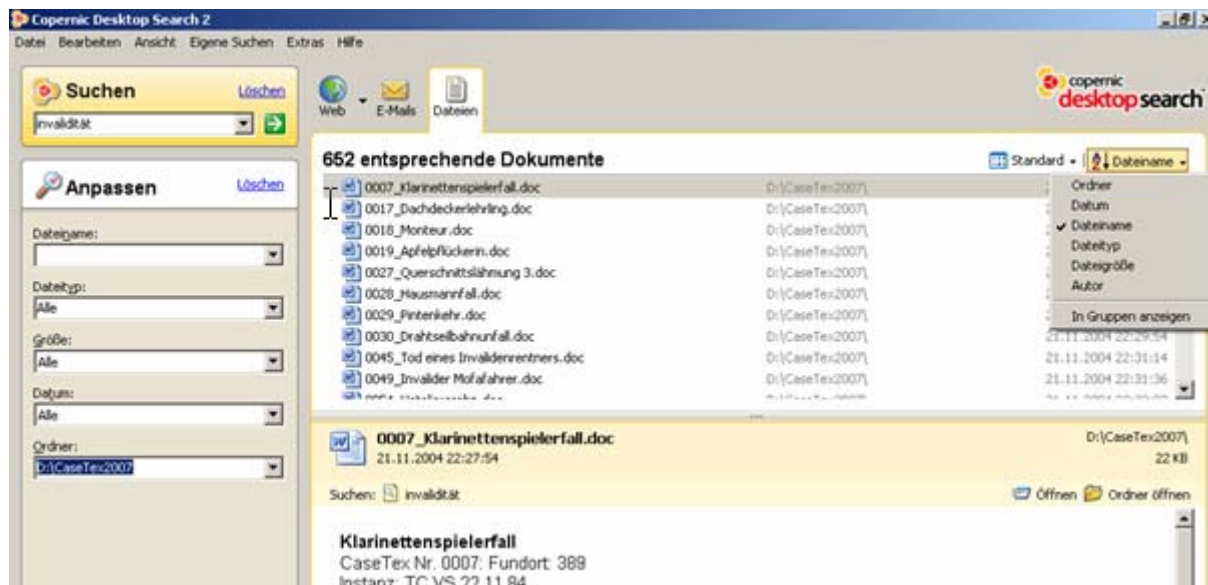 Copernic Desktop Search 2
Datei Bearbeiten Ansicht Eigene Suchen Extras Hilfe
Suchen Löschen
invalidität
Anpassen Löschen
Dateiname:
Dateityp:
Alle
Größe:
Alle
Datum:
Alle
Ordner:
D:\CaseTex2007
Web E-Mails Dateien
copernic
desktop search
652 entsprechende Dokumente Standard Dateiname
0007_Klarinettenspielerfall.doc D:\CaseTex2007\
0017_Dachdeckerlehrling.doc D:\CaseTex2007\
0018_Monteur.doc D:\CaseTex2007\
0019_Apfelpflückerin.doc D:\CaseTex2007\
0027_Querschnittslähmung 3.doc D:\CaseTex2007\
0028_Hausmannfall.doc D:\CaseTex2007\
0029_Pintenkehr.doc D:\CaseTex2007\
0030_Drahtseilbahnunfall.doc D:\CaseTex2007\ 21.11.2004 22:29:54
0045_Tod eines Invalidenrentners.doc D:\CaseTex2007\ 21.11.2004 22:31:14
0049_Invalider Mofafahrer.doc D:\CaseTex2007\ 21.11.2004 22:31:36
Ordner
Datum
Dateiname
Dateityp
Dateigröße
Autor
In Gruppen anzeigen
0007_Klarinettenspielerfall.doc D:\CaseTex2007\
21.11.2004 22:27:54 22 KB
Suchen: invalidität Öffnen Ordner öffnen
Klarinettenspielerfall
CaseTex Nr. 0007: Fundort: 389
Instanz: TC VS 22.11.84